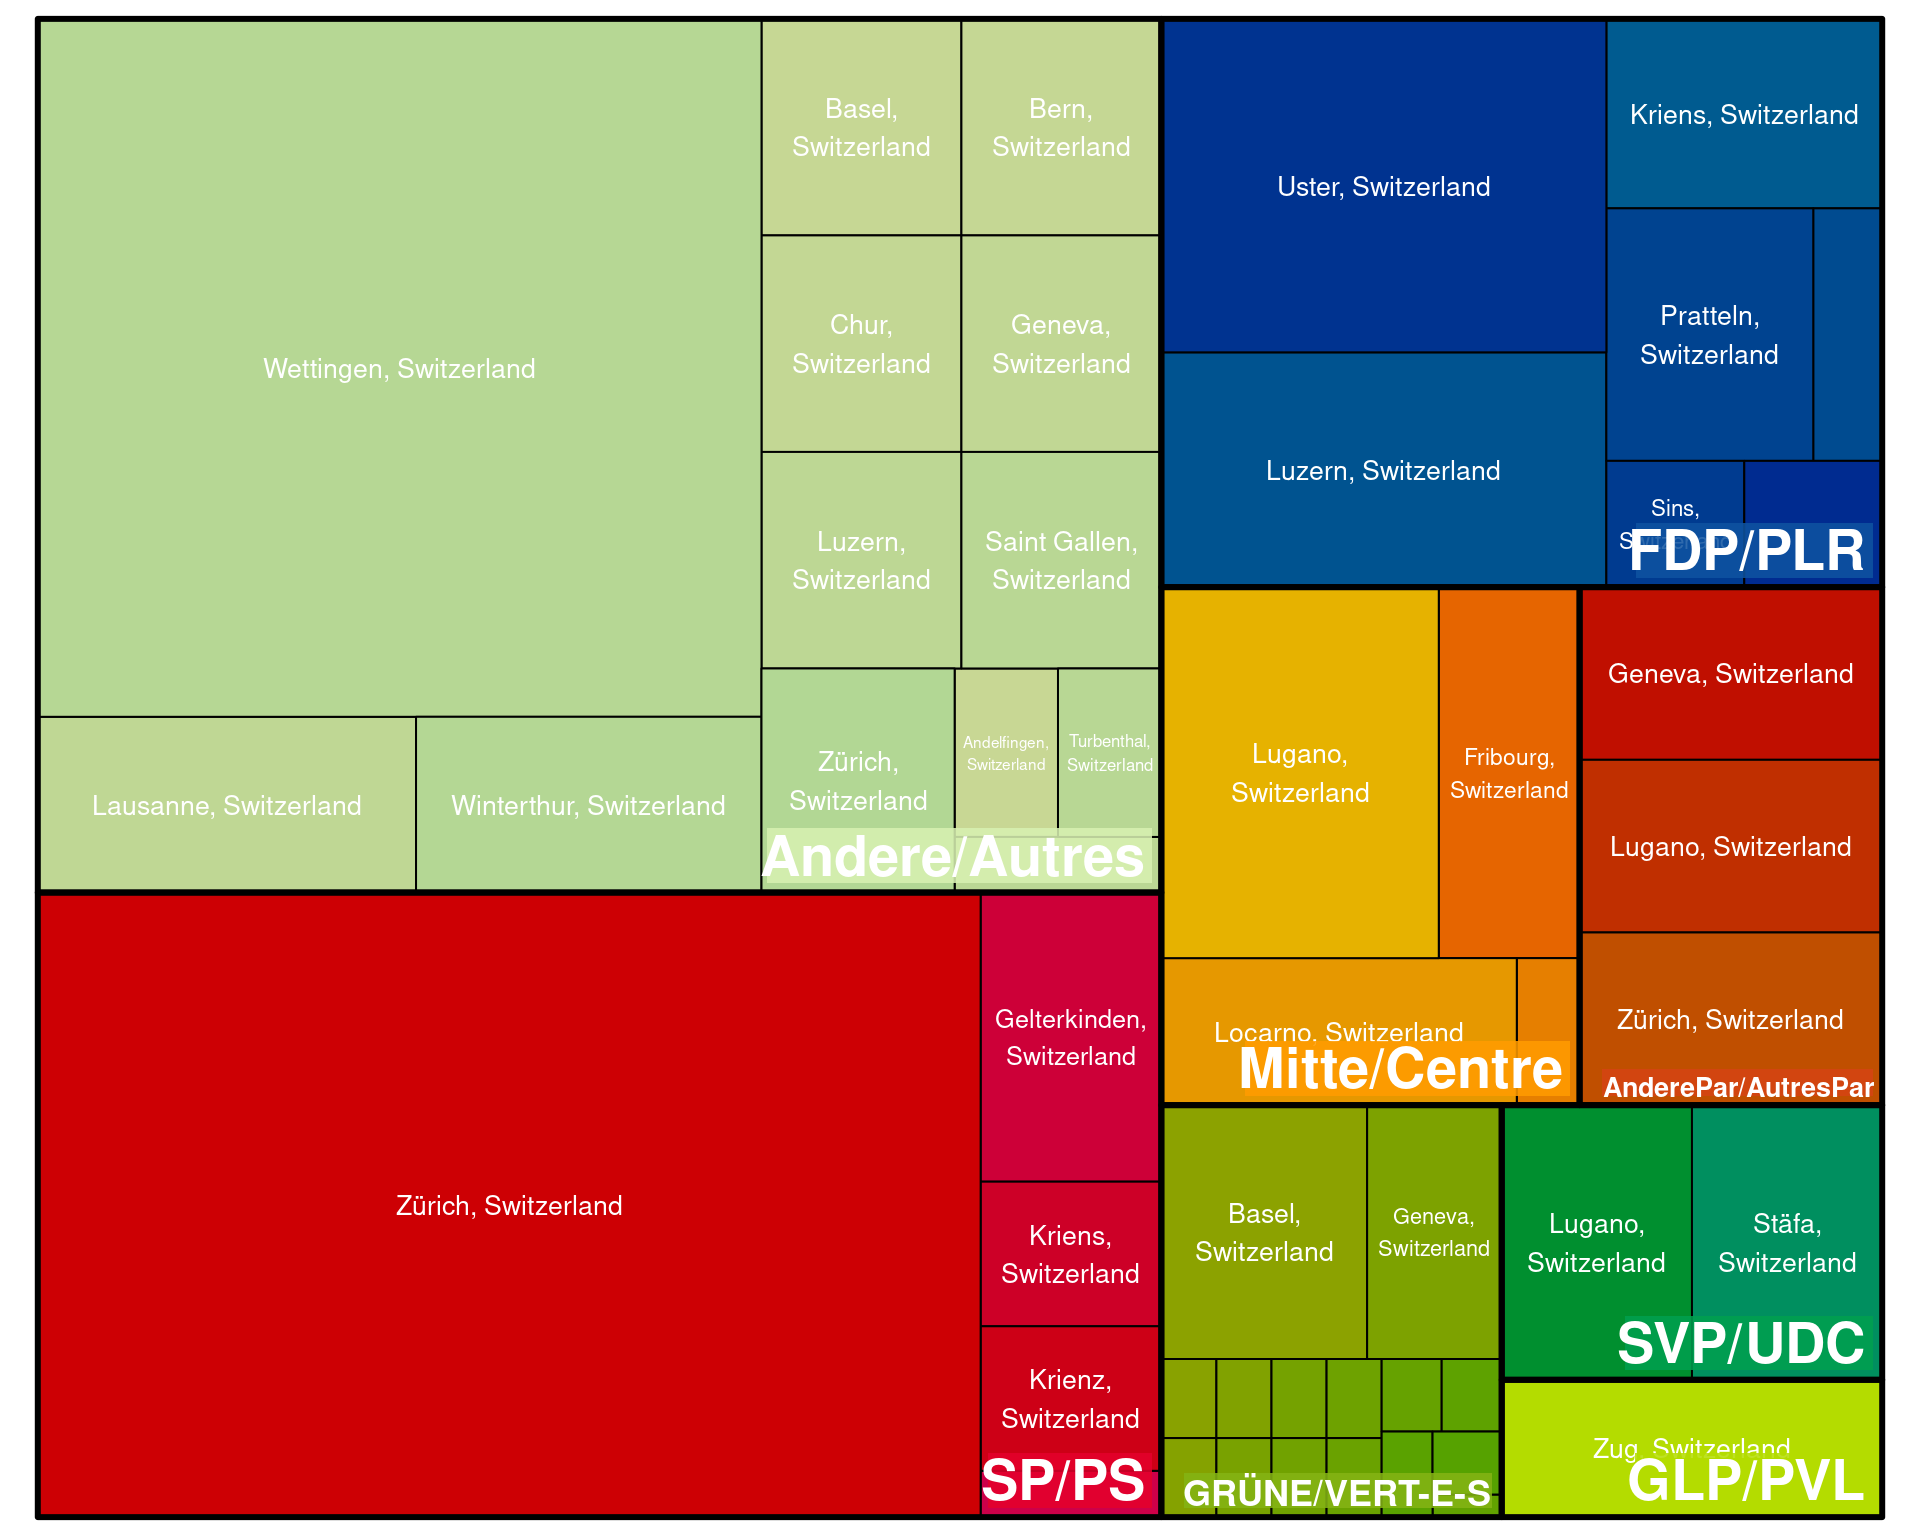 Wettingen, Switzerland
Basel,
Switzerland
Bern,
Switzerland
Chur,
Switzerland
Geneva,
Switzerland
Luzern,
Switzerland
Saint Gallen,
Switzerland
Lausanne, Switzerland
Winterthur, Switzerland
Zürich,
Switzerland
Andelfingen,
Switzerland
Turbenthal,
Switzerland
Andere/Autres
Uster, Switzerland
Kriens, Switzerland
Luzern, Switzerland
Pratteln,
Switzerland
Sins,
Switzerland
FDP/PLR
Lugano,
Switzerland
Fribourg,
Switzerland
Locarno, Switzerland
Mitte/Centre
Geneva, Switzerland
Lugano, Switzerland
Zürich, Switzerland
AnderePar/AutresPar
Zürich, Switzerland
Gelterkinden,
Switzerland
Kriens,
Switzerland
Krienz,
Switzerland
SP/PS
Basel,
Switzerland
Geneva,
Switzerland
GRÜNE/VERT-E-S
Lugano,
Switzerland
Stäfa,
Switzerland
SVP/UDC
Zug, Switzerland
GLP/PVL